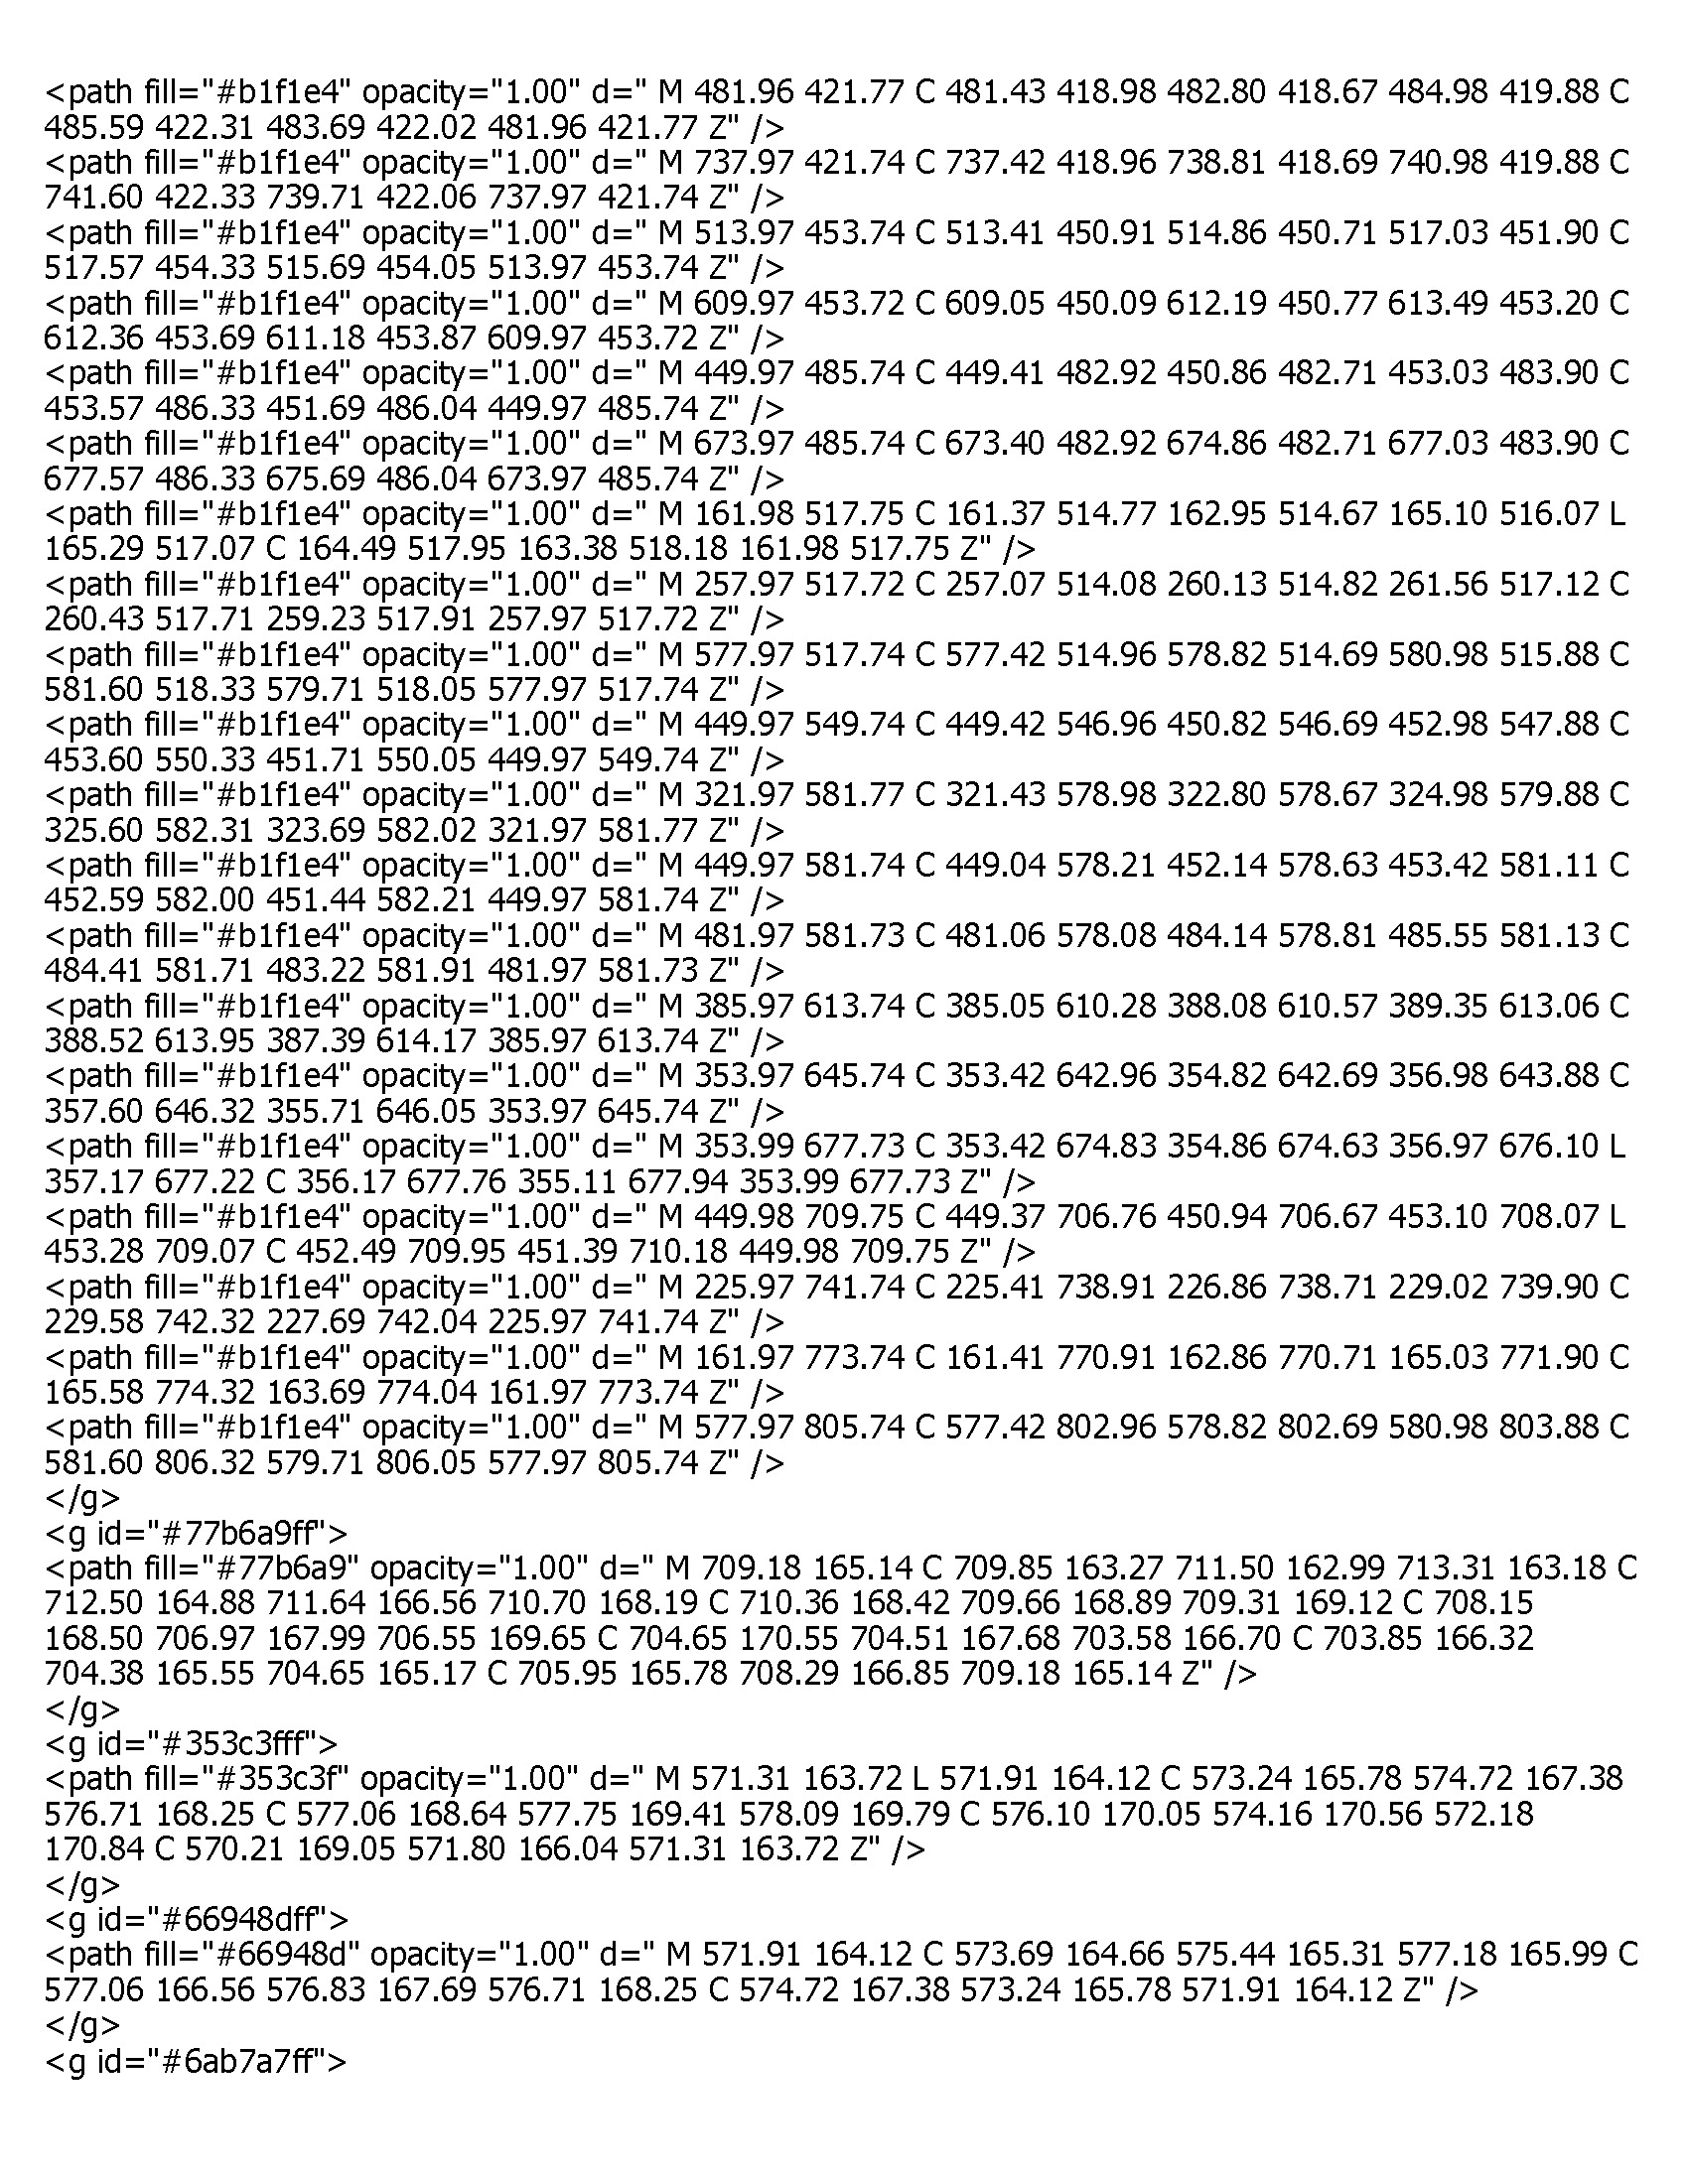 <path fill="#b1f1e4" opacity="1.00" d=" M 481.96 421.77 C 481.43 418.98 482.80 418.67 484.98 419.88 C
485.59 422.31 483.69 422.02 481.96 421.77 Z" />
<path fill="#b1f1e4" opacity="1.00" d=" M 737.97 421.74 C 737.42 418.96 738.81 418.69 740.98 419.88 C
741.60 422.33 739.71 422.06 737.97 421.74 Z" />
<path fill="#b1f1e4" opacity="1.00" d=" M 513.97 453.74 C 513.41 450.91 514.86 450.71 517.03 451.90 C
517.57 454.33 515.69 454.05 513.97 453.74 Z" />
<path fill="#b1f1e4" opacity="1.00" d=" M 609.97 453.72 C 609.05 450.09 612.19 450.77 613.49 453.20 C
612.36 453.69 611.18 453.87 609.97 453.72 Z" />
<path fill="#b1f1e4" opacity="1.00" d=" M 449.97 485.74 C 449.41 482.92 450.86 482.71 453.03 483.90 C
453.57 486.33 451.69 486.04 449.97 485.74 Z" />
<path fill="#b1f1e4" opacity="1.00" d=" M 673.97 485.74 C 673.40 482.92 674.86 482.71 677.03 483.90 C
677.57 486.33 675.69 486.04 673.97 485.74 Z" />
<path fill="#b1f1e4" opacity="1.00" d=" M 161.98 517.75 C 161.37 514.77 162.95 514.67 165.10 516.07 L
165.29 517.07 C 164.49 517.95 163.38 518.18 161.98 517.75 Z" />
<path fill="#b1f1e4" opacity="1.00" d=" M 257.97 517.72 C 257.07 514.08 260.13 514.82 261.56 517.12 C
260.43 517.71 259.23 517.91 257.97 517.72 Z" />
<path fill="#b1f1e4" opacity="1.00" d=" M 577.97 517.74 C 577.42 514.96 578.82 514.69 580.98 515.88 C
581.60 518.33 579.71 518.05 577.97 517.74 Z" />
<path fill="#b1f1e4" opacity="1.00" d=" M 449.97 549.74 C 449.42 546.96 450.82 546.69 452.98 547.88 C
453.60 550.33 451.71 550.05 449.97 549.74 Z" />
<path fill="#b1f1e4" opacity="1.00" d=" M 321.97 581.77 C 321.43 578.98 322.80 578.67 324.98 579.88 C
325.60 582.31 323.69 582.02 321.97 581.77 Z" />
<path fill="#b1f1e4" opacity="1.00" d=" M 449.97 581.74 C 449.04 578.21 452.14 578.63 453.42 581.11 C
452.59 582.00 451.44 582.21 449.97 581.74 Z" />
<path fill="#b1f1e4" opacity="1.00" d=" M 481.97 581.73 C 481.06 578.08 484.14 578.81 485.55 581.13 C
484.41 581.71 483.22 581.91 481.97 581.73 Z" />
<path fill="#b1f1e4" opacity="1.00" d=" M 385.97 613.74 C 385.05 610.28 388.08 610.57 389.35 613.06 C
388.52 613.95 387.39 614.17 385.97 613.74 Z" />
<path fill="#b1f1e4" opacity="1.00" d=" M 353.97 645.74 C 353.42 642.96 354.82 642.69 356.98 643.88 C
357.60 646.32 355.71 646.05 353.97 645.74 Z" />
<path fill="#b1f1e4" opacity="1.00" d=" M 353.99 677.73 C 353.42 674.83 354.86 674.63 356.97 676.10 L
357.17 677.22 C 356.17 677.76 355.11 677.94 353.99 677.73 Z" />
<path fill="#b1f1e4" opacity="1.00" d=" M 449.98 709.75 C 449.37 706.76 450.94 706.67 453.10 708.07 L
453.28 709.07 C 452.49 709.95 451.39 710.18 449.98 709.75 Z" />
<path fill="#b1f1e4" opacity="1.00" d=" M 225.97 741.74 C 225.41 738.91 226.86 738.71 229.02 739.90 C
229.58 742.32 227.69 742.04 225.97 741.74 Z" />
<path fill="#b1f1e4" opacity="1.00" d=" M 161.97 773.74 C 161.41 770.91 162.86 770.71 165.03 771.90 C
165.58 774.32 163.69 774.04 161.97 773.74 Z" />
<path fill="#b1f1e4" opacity="1.00" d=" M 577.97 805.74 C 577.42 802.96 578.82 802.69 580.98 803.88 C
581.60 806.32 579.71 806.05 577.97 805.74 Z" />
</g>
<g id="#77b6a9ff">
<path fill="#77b6a9" opacity="1.00" d=" M 709.18 165.14 C 709.85 163.27 711.50 162.99 713.31 163.18 C
712.50 164.88 711.64 166.56 710.70 168.19 C 710.36 168.42 709.66 168.89 709.31 169.12 C 708.15
168.50 706.97 167.99 706.55 169.65 C 704.65 170.55 704.51 167.68 703.58 166.70 C 703.85 166.32
704.38 165.55 704.65 165.17 C 705.95 165.78 708.29 166.85 709.18 165.14 Z" />
</g>
<g id="#353c3fff">
<path fill="#353c3f" opacity="1.00" d=" M 571.31 163.72 L 571.91 164.12 C 573.24 165.78 574.72 167.38
576.71 168.25 C 577.06 168.64 577.75 169.41 578.09 169.79 C 576.10 170.05 574.16 170.56 572.18
170.84 C 570.21 169.05 571.80 166.04 571.31 163.72 Z" />
</g>
<g id="#66948dff">
<path fill="#66948d" opacity="1.00" d=" M 571.91 164.12 C 573.69 164.66 575.44 165.31 577.18 165.99 C
577.06 166.56 576.83 167.69 576.71 168.25 C 574.72 167.38 573.24 165.78 571.91 164.12 Z" />
</g>
<g id="#6ab7a7ff">